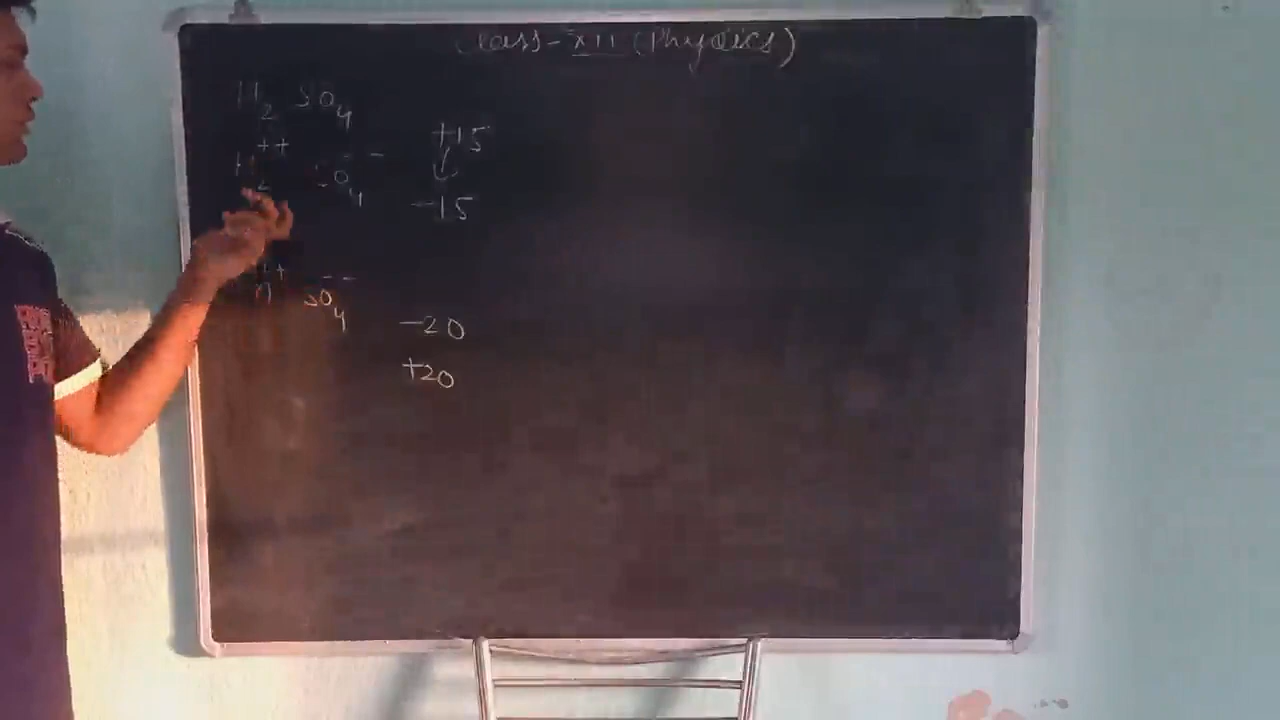 Class-XII (Physics)
H2 SO4
H2++ SO4--
+15
-15
SO4--
-20
+20